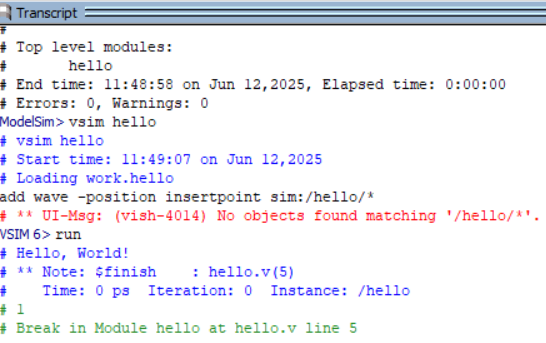 Transcript
#
# Top level modules:
#       hello
# End time: 11:48:58 on Jun 12,2025, Elapsed time: 0:00:00
# Errors: 0, Warnings: 0
ModelSim> vsim hello
# vsim hello
# Start time: 11:49:07 on Jun 12,2025
# Loading work.hello
add wave -position insertpoint sim:/hello/*
# ** UI-Msg: (vish-4014) No objects found matching '/hello/*'.
VSIM 6> run
# Hello, World!
# ** Note: $finish    : hello.v(5)
#    Time: 0 ps  Iteration: 0  Instance: /hello
# 1
# Break in Module hello at hello.v line 5